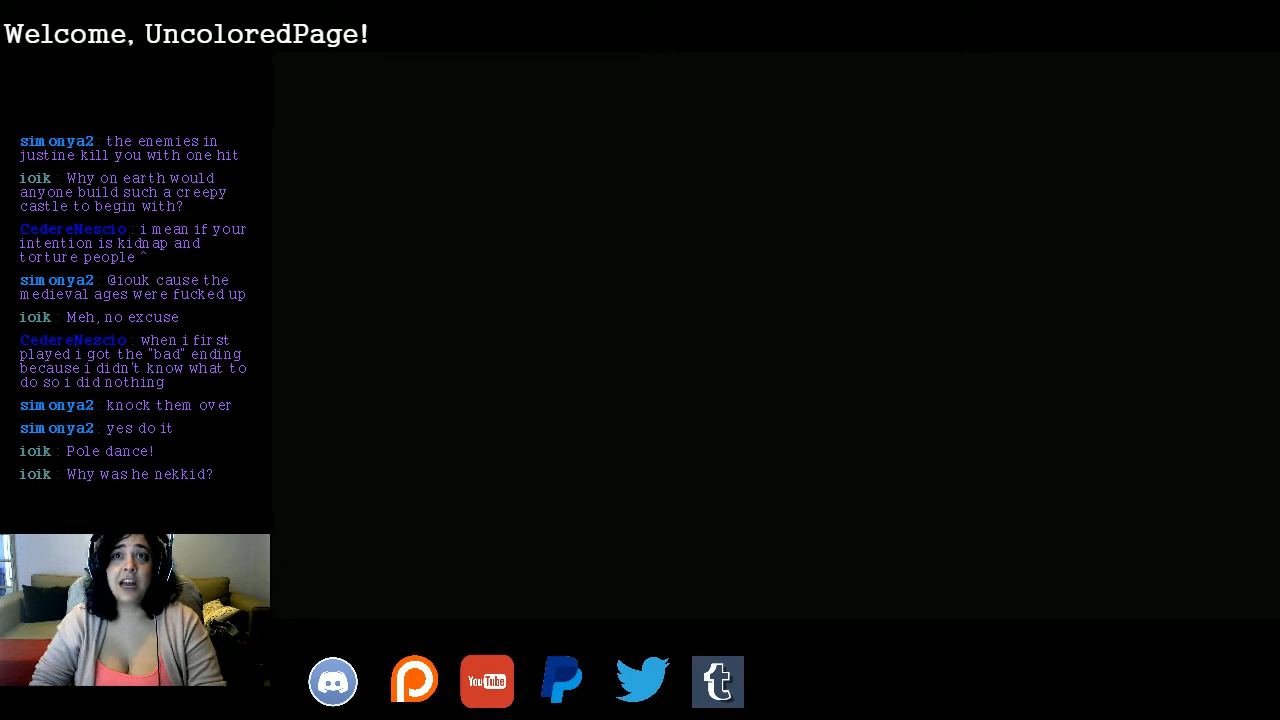 Welcome, UncoloredPage!
simonya2 : the enemies in
justine kill you with one hit
ioik : Why on earth would
anyone build such a creepy
castle to begin with?
CedereNescio : i mean if your
intention is kidnap and
torture people ^
simonya2 : @iouk cause the
medieval ages were fucked up
ioik : Meh, no excuse
CedereNescio : when i first
played i got the "bad" ending
because i didn't know what to
do so i did nothing
simonya2 : knock them over
simonya2 : yes do it
ioik : Pole dance!
ioik : Why was he nekkid?
YouTube